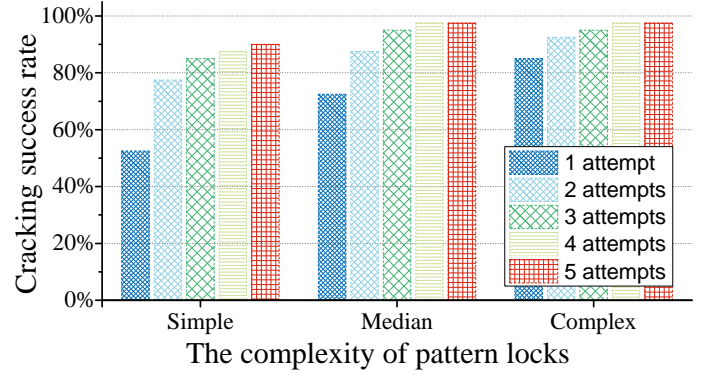 Cracking success rate
100%
80%
60%
40%
20%
0%
1 attempt
2 attempts
3 attempts
4 attempts
5 attempts
Simple
Median
Complex
The complexity of pattern locks